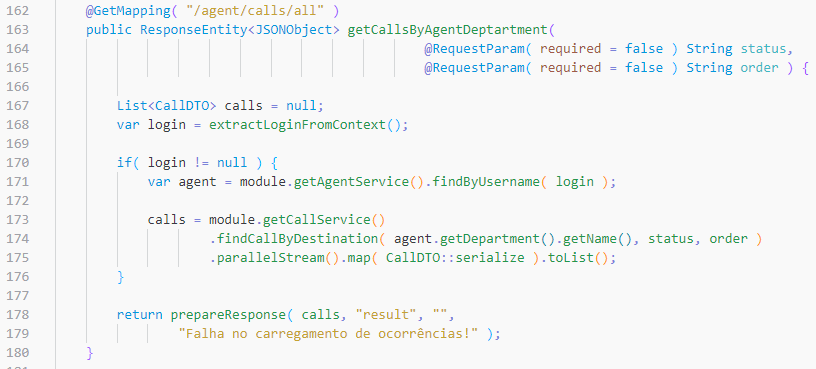 162 @GetMapping( "/agent/calls/all" )
163 public ResponseEntity<JSONObject> getCallsByAgentDeptartment(
164 @RequestParam( required = false ) String status,
165 @RequestParam( required = false ) String order ) {
166
167 List<CallDTO> calls = null;
168 var login = extractLoginFromContext();
169
170 if( login != null ) {
171 var agent = module.getAgentService().findByUsername( login );
172
173 calls = module.getCallService()
174 .findCallByDestination( agent.getDepartment().getName(), status, order )
175 .parallelStream().map( CallDTO::serialize ).toList();
176 }
177
178 return prepareResponse( calls, "result", "",
179 "Falha no carregamento de ocorrências!" );
180 }